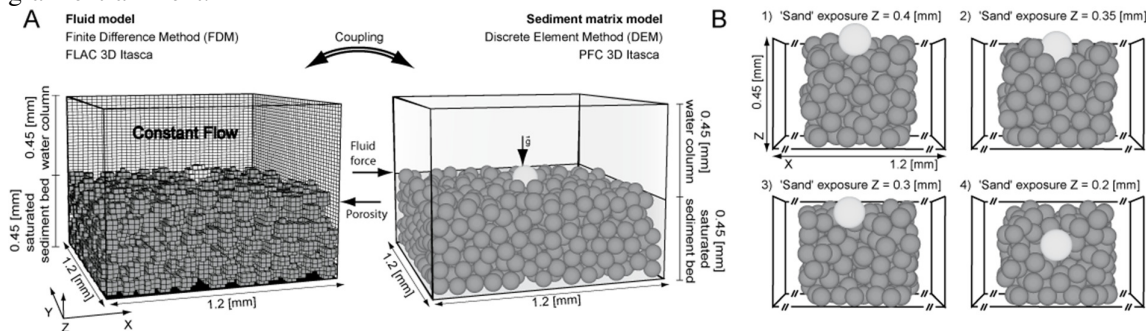 A
Fluid model
Finite Difference Method (FDM)
FLAC 3D Itasca
Coupling
Sediment matrix model
Discrete Element Method (DEM)
PFC 3D Itasca
0.45 [mm]
water column
0.45 [mm]
saturated
sediment bed
Constant Flow
1.2 [mm]
1.2 [mm]
Y
Z
X
Fluid
force
Porosity
g
0.45 [mm]
water column
0.45 [mm]
saturated
sediment bed
1.2 [mm]
1.2 [mm]
B
1) 'Sand' exposure Z = 0.4 [mm]
2) 'Sand' exposure Z = 0.35 [mm]
0.45 [mm]
Z
X
1.2 [mm]
3) 'Sand' exposure Z = 0.3 [mm]
4) 'Sand' exposure Z = 0.2 [mm]